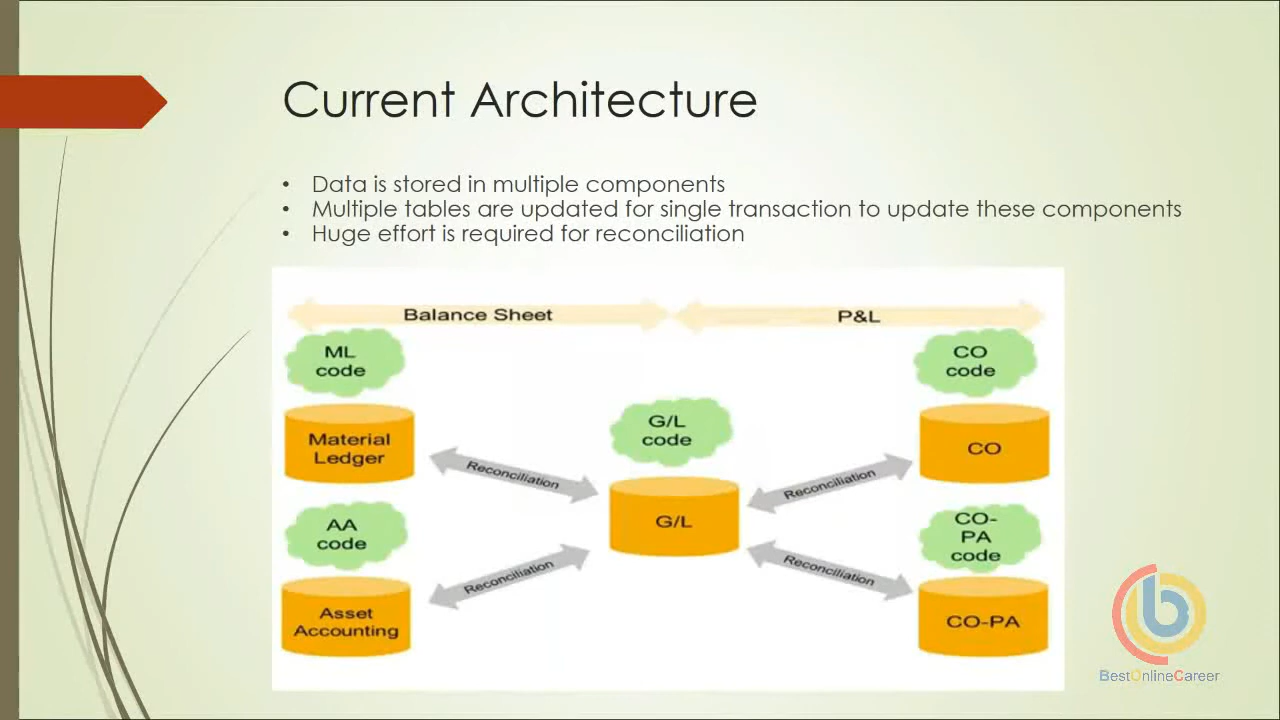 Current Architecture
• Data is stored in multiple components
• Multiple tables are updated for single transaction to update these components
• Huge effort is required for reconciliation
Balance Sheet
P&L
ML
code
CO
code
G/L
code
Material
Ledger
CO
Reconciliation
Reconciliation
G/L
AA
code
CO-
PA
code
Reconciliation
Reconciliation
Asset
Accounting
CO-PA
b
BestOnlineCareer